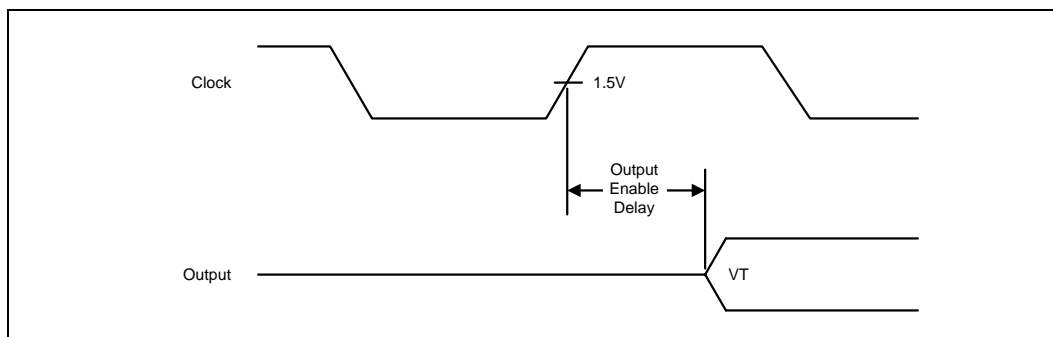 Clock
1.5V
Output
Enable
Delay
Output
VT